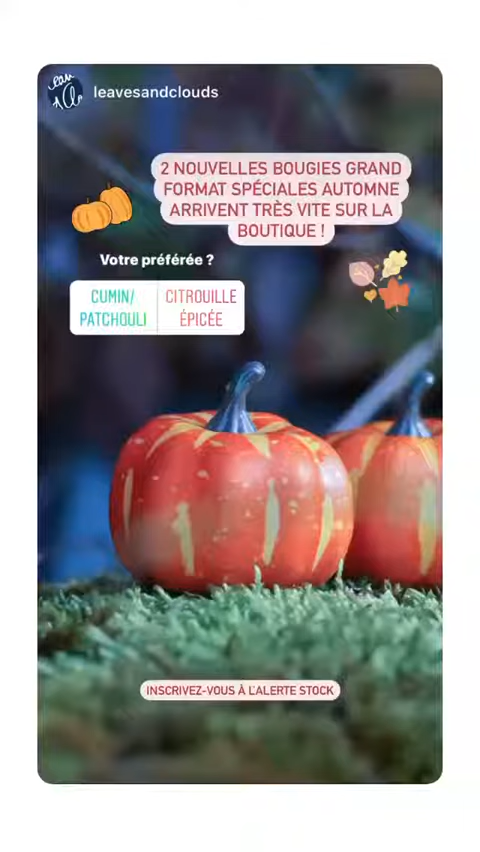 leavesandclouds
2 NOUVELLES BOUGIES GRAND
FORMAT SPÉCIALES AUTOMNE
ARRIVENT TRÈS VITE SUR LA
BOUTIQUE !
Votre préférée ?
CUMIN/
PATCHOULI
CITROUILLE
ÉPICÉE
INSCRIVEZ-VOUS À L'ALERTE STOCK